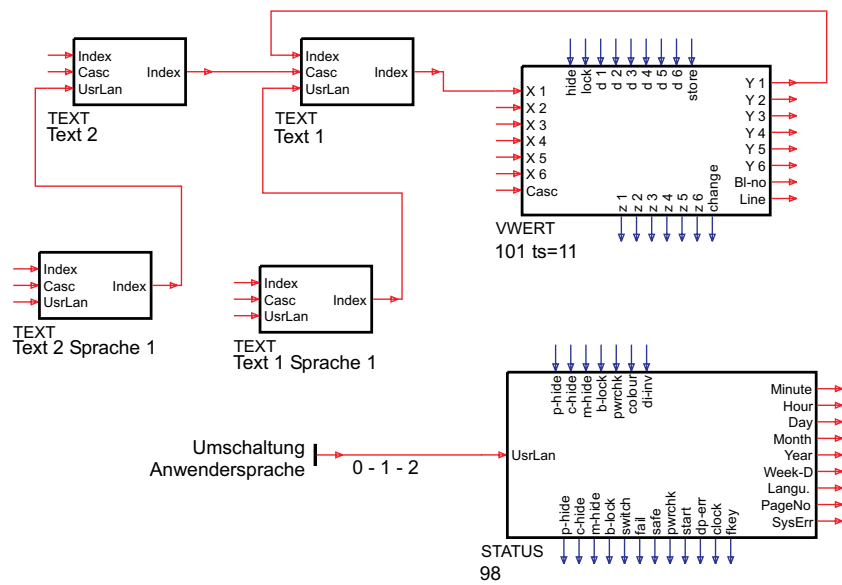 Index
Casc
UsrLan
Index
TEXT
Text 2
Index
Casc
UsrLan
Index
TEXT
Text 1
hide
lock
d 1
d 2
d 3
d 4
d 5
d 6
store
X 1
X 2
X 3
X 4
X 5
X 6
Casc
Y 1
Y 2
Y 3
Y 4
Y 5
Y 6
Bl-no
Line
z 1
z 2
z 3
z 4
z 5
z 6
change
VWERT
101 ts=11
Index
Casc
UsrLan
Index
TEXT
Text 2 Sprache 1
Index
Casc
UsrLan
Index
TEXT
Text 1 Sprache 1
Umschaltung
Anwendersprache
0 - 1 - 2
p-hide
c-hide
m-hide
b-lock
pwrchk
colour
di-inv
UsrLan
Minute
Hour
Day
Month
Year
Week-D
Langu.
PageNo
SysErr
p-hide
c-hide
m-hide
b-lock
switch
fail
safe
pwrchk
start
dp-err
clock
fkey
STATUS
98